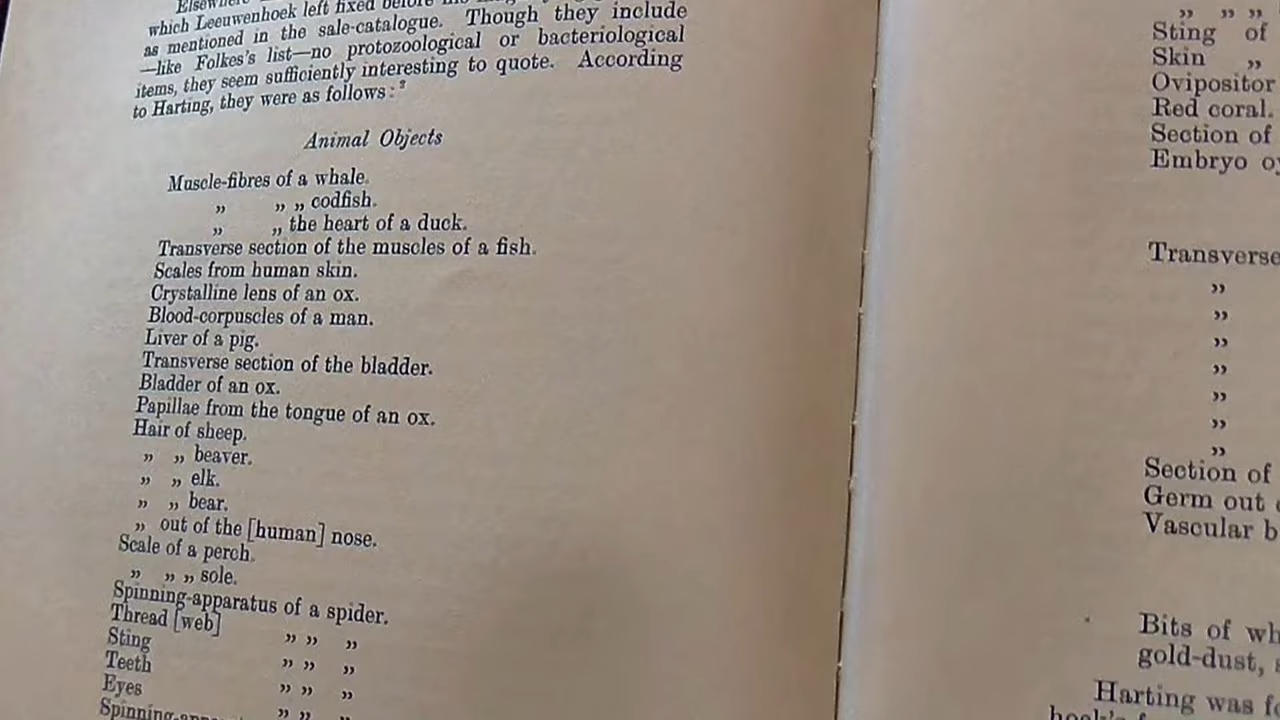 Elsewhere
which Leeuwenhoek left fixed before his
as mentioned in the sale-catalogue. Though they include
—like Folkes's list—no protozoological or bacteriological
items, they seem sufficiently interesting to quote. According
to Harting, they were as follows:²
Animal Objects
Muscle-fibres of a whale.
„ „ „ codfish.
„ „ the heart of a duck.
Transverse section of the muscles of a fish.
Scales from human skin.
Crystalline lens of an ox.
Blood-corpuscles of a man.
Liver of a pig.
Transverse section of the bladder.
Bladder of an ox.
Papillae from the tongue of an ox.
Hair of sheep.
„ „ beaver.
„ „ elk.
„ „ bear.
„ out of the [human] nose.
Scale of a perch.
„ „ „ sole.
Spinning-apparatus of a spider.
Thread [web] „ „ „
Sting „ „ „
Teeth „ „ „
Eyes „ „ „
„ „ „
Sting of
Skin „
Ovipositor
Red coral.
Section of
Embryo
Transverse
„
„
„
„
„
„
„
Section of
Germ out
Vascular
Bits of
gold-dust,
Harting was